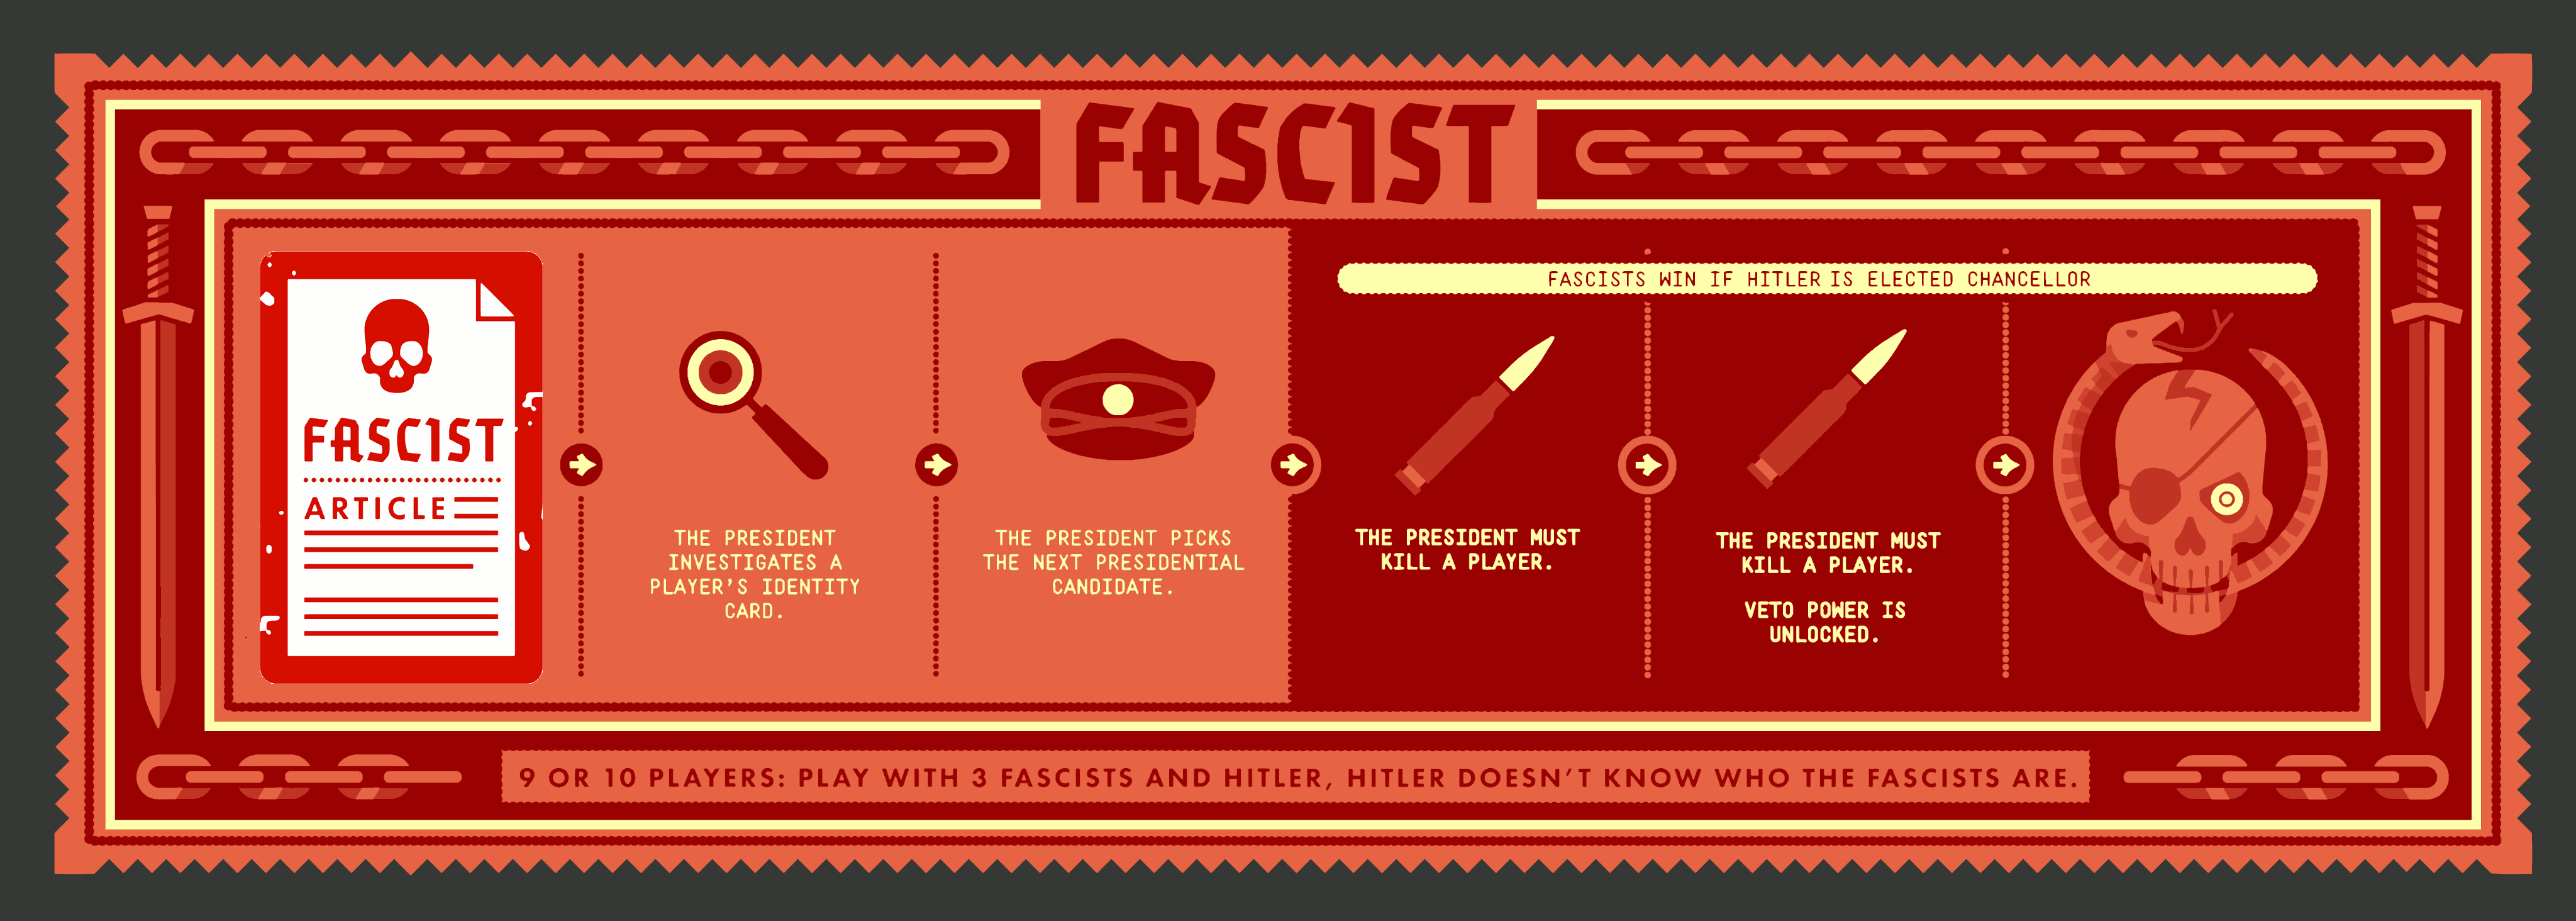 FASCIST
FASCISTS WIN IF HITLER IS ELECTED CHANCELLOR
FASCIST
ARTICLE
THE PRESIDENT
INVESTIGATES A
PLAYER'S IDENTITY
CARD.
THE PRESIDENT PICKS
THE NEXT PRESIDENTIAL
CANDIDATE.
THE PRESIDENT MUST
KILL A PLAYER.
THE PRESIDENT MUST
KILL A PLAYER.
VETO POWER IS
UNLOCKED.
9 OR 10 PLAYERS: PLAY WITH 3 FASCISTS AND HITLER, HITLER DOESN'T KNOW WHO THE FASCISTS ARE.